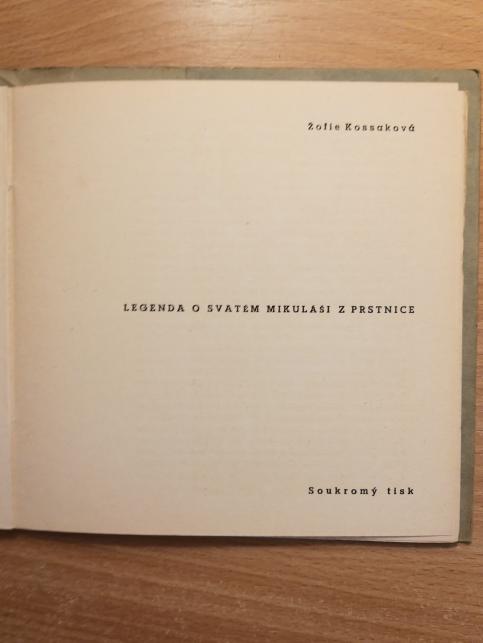 Žofie Kossaková
LEGENDA O SVATÉM MIKULÁŠI Z PRSTNICE
Soukromý tisk